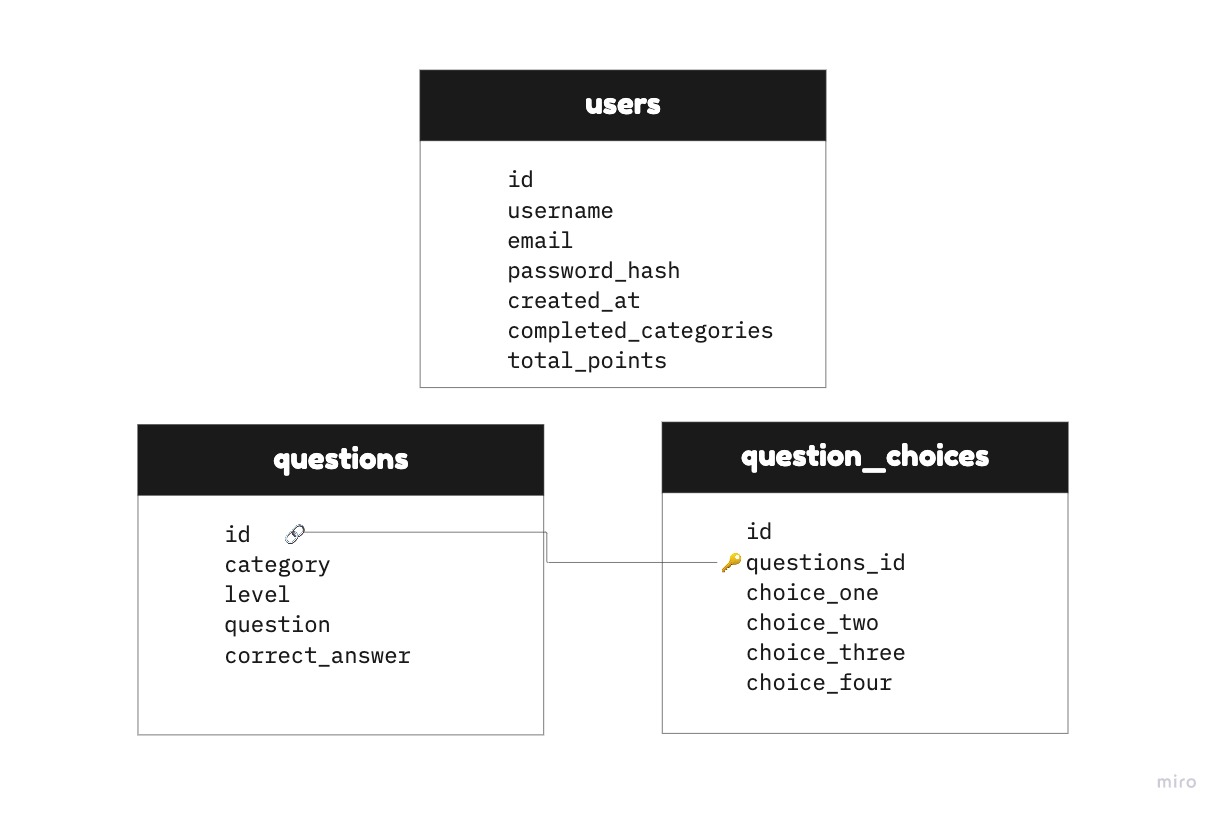 users
id
username
email
password_hash
created_at
completed_categories
total_points
questions
id
category
level
question
correct_answer
question_choices
id
questions_id
choice_one
choice_two
choice_three
choice_four
miro